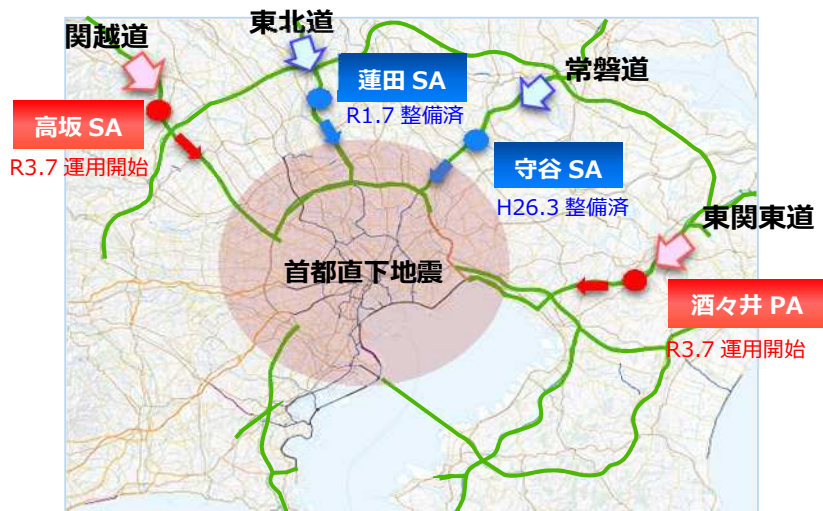 関越道
東北道
常磐道
蓮田 SA
R1.7 整備済
高坂 SA
R3.7 運用開始
守谷 SA
H26.3 整備済
東関東道
首都直下地震
酒々井 PA
R3.7 運用開始